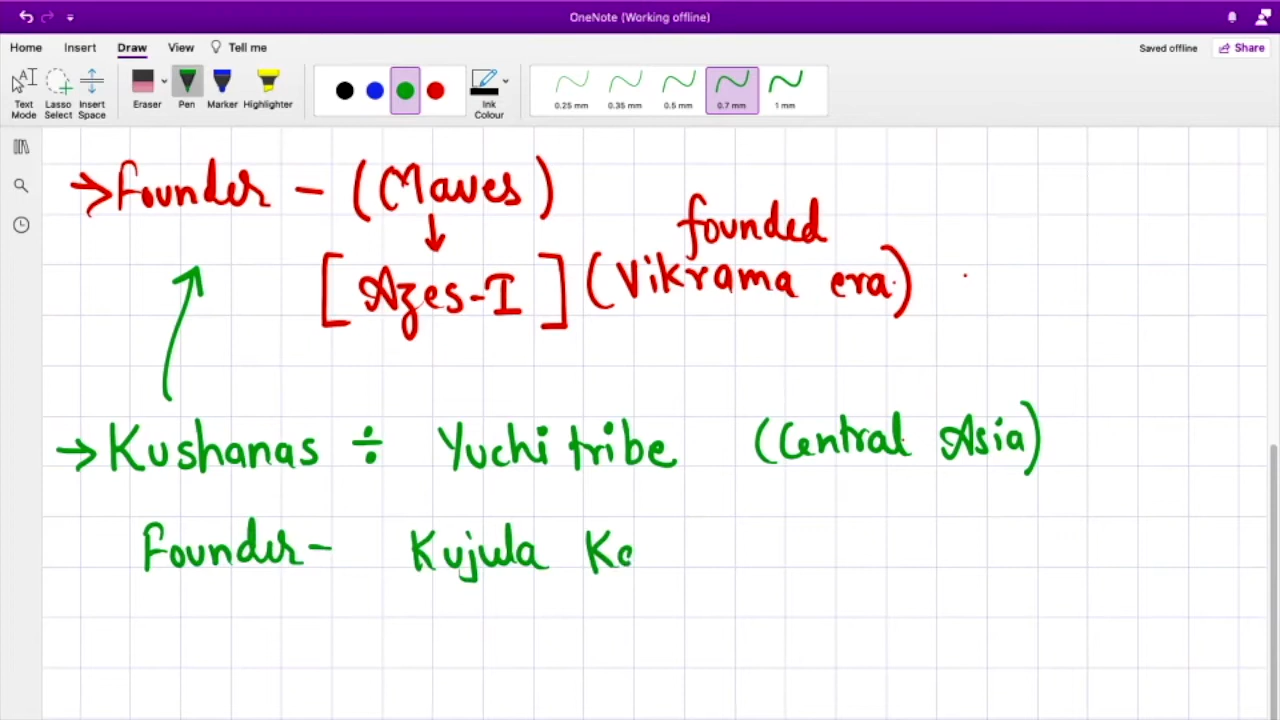 OneNote (Working offline)
Home Insert Draw View Tell me
Saved offline Share
Text Mode Lasso Select Insert Space Eraser Pen Marker Highlighter Ink Colour 0.25 mm 0.35 mm 0.5 mm 0.7 mm 1 mm
→ Founder - (Maues)
↓ founded
[Azes-I] (Vikrama era.)
→ Kushanas ÷ Yuchi tribe (Central Asia)
Founder - Kujula Ka